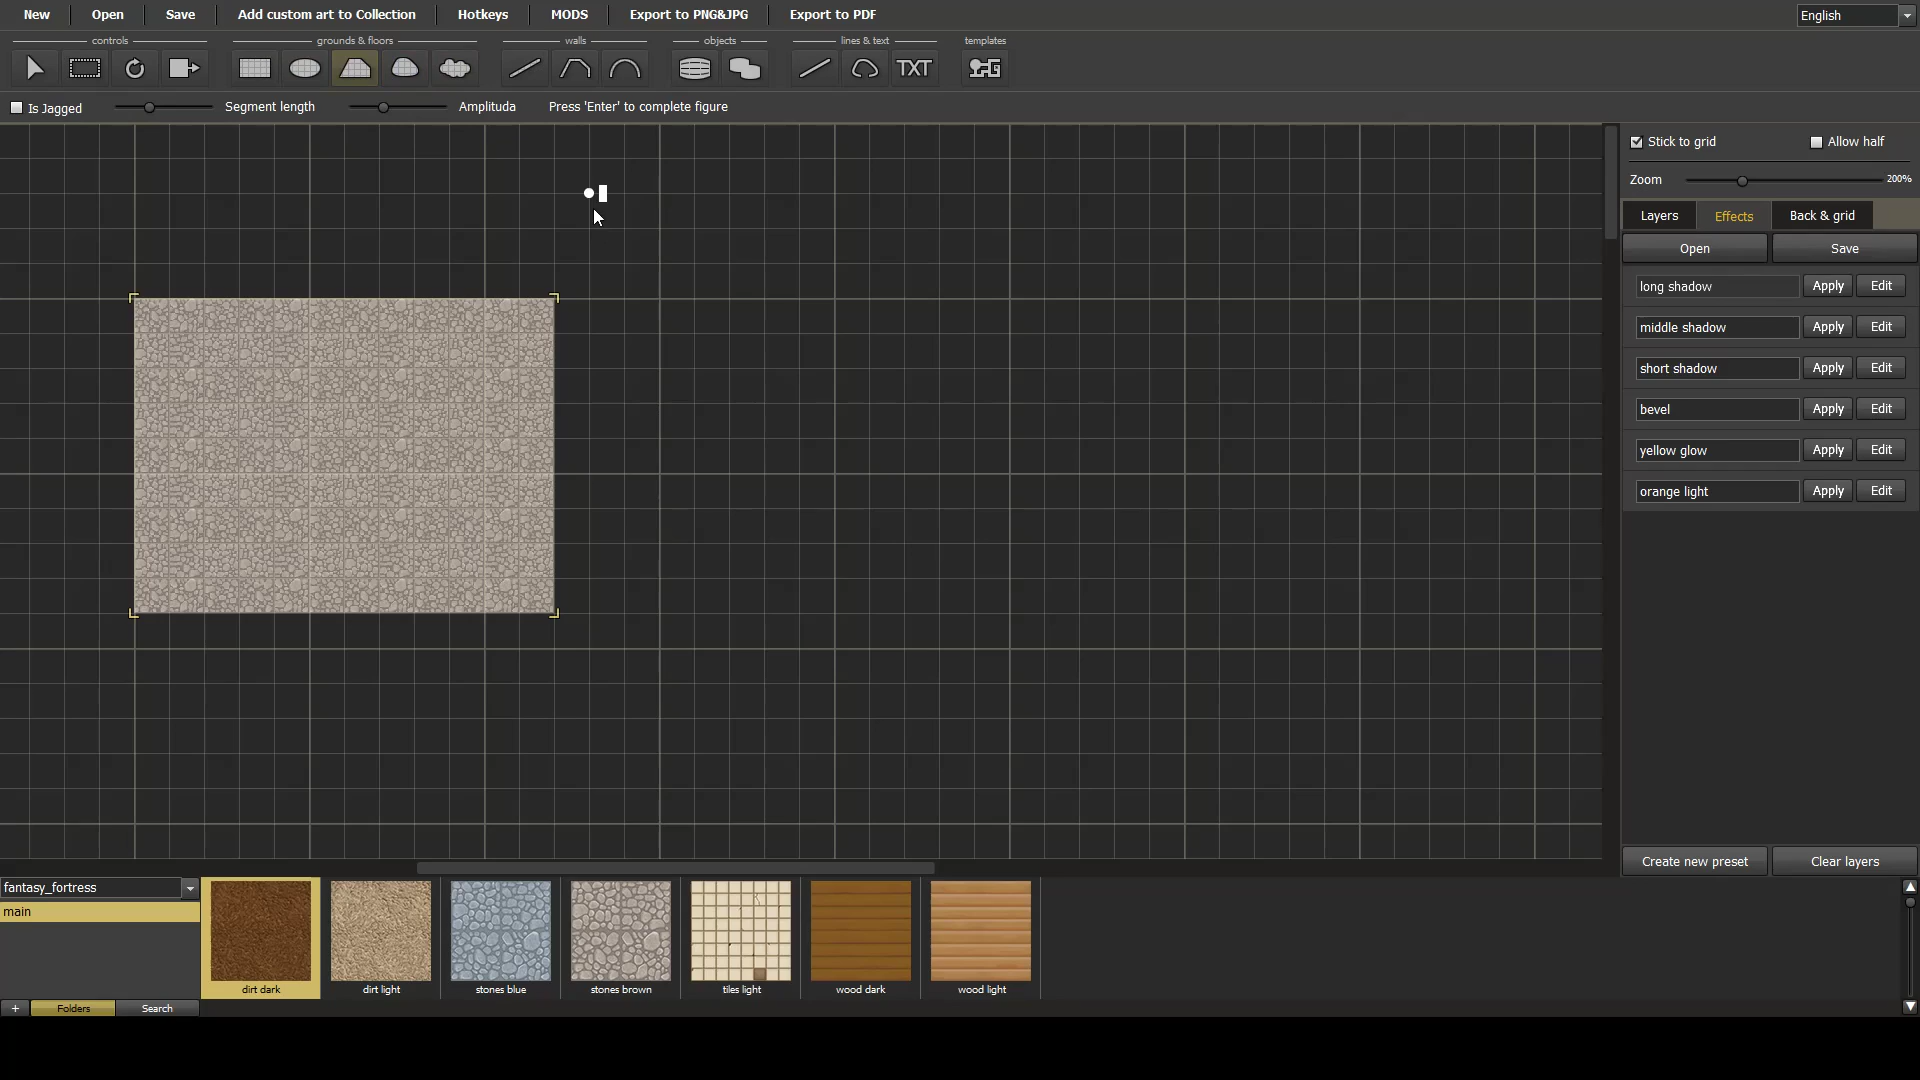 New Open Save Add custom art to Collection Hotkeys MODS Export to PNG&JPG Export to PDF English
controls grounds & floors walls objects lines & text templates
TXT
Is Jagged Segment length Amplituda Press 'Enter' to complete figure
Stick to grid Allow half
Zoom 200%
Layers Effects Back & grid
Open Save
long shadow Apply Edit
middle shadow Apply Edit
short shadow Apply Edit
bevel Apply Edit
yellow glow Apply Edit
orange light Apply Edit
Create new preset Clear layers
fantasy_fortress
main
dirt dark dirt light stones blue stones brown tiles light wood dark wood light
+ Folders Search